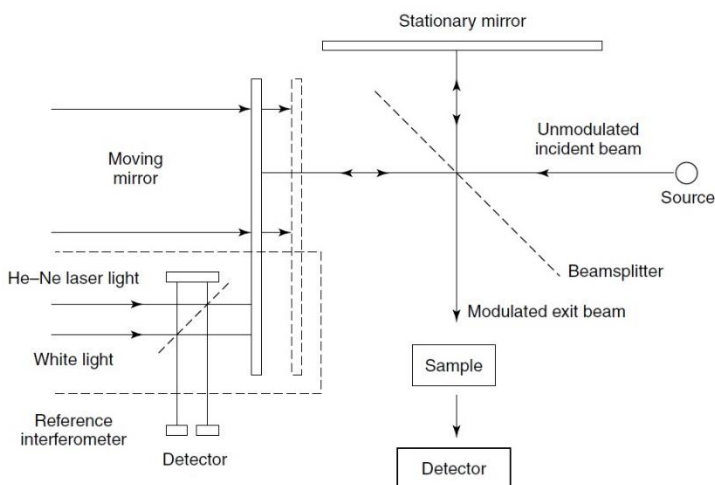 Stationary mirror
Moving
mirror
Unmodulated
incident beam
Source
He–Ne laser light
Beamsplitter
Modulated exit beam
White light
Sample
Reference
interferometer
Detector
Detector